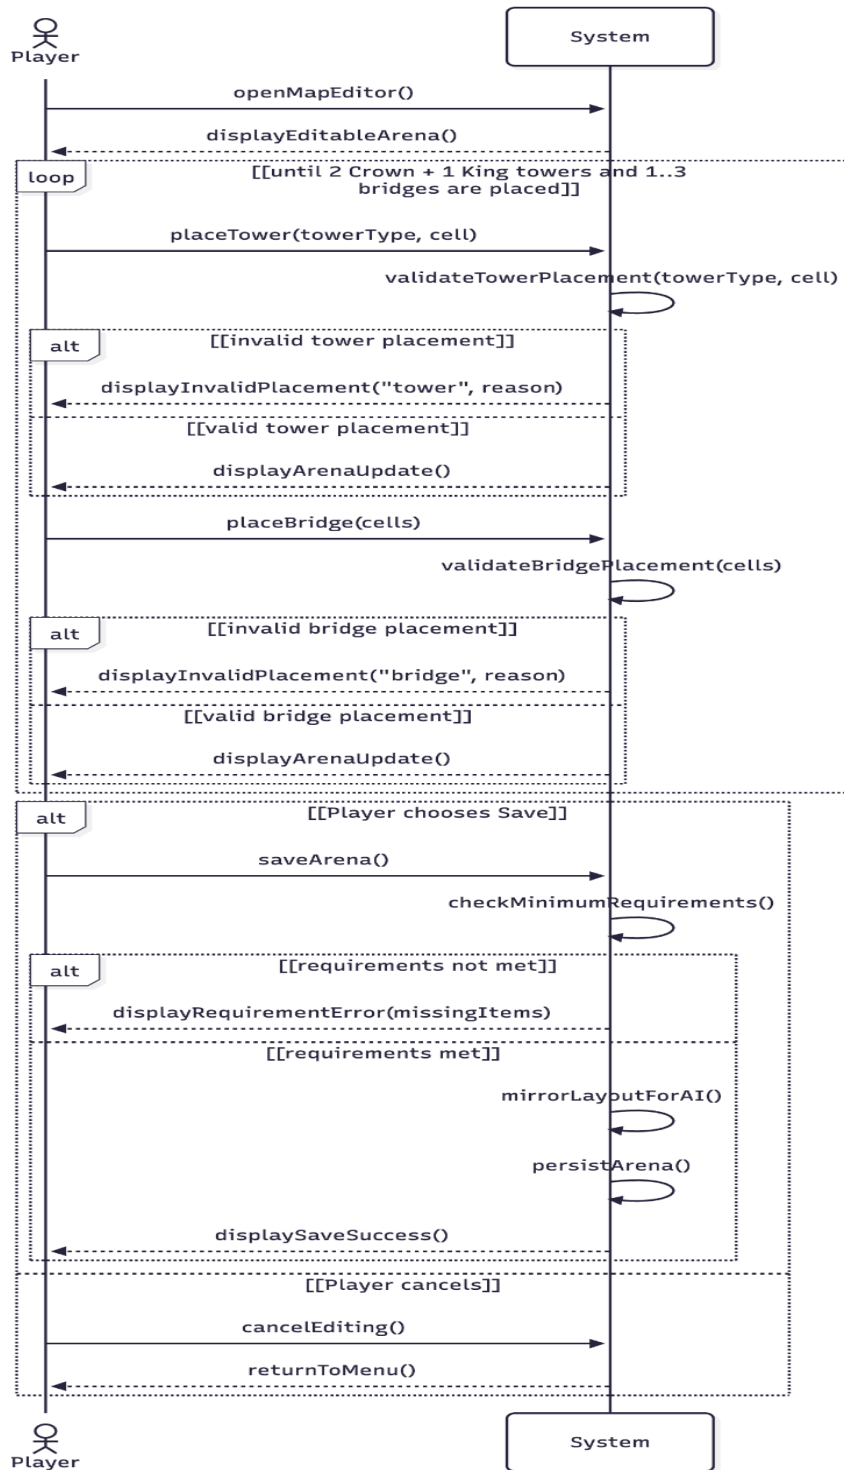 Player
System
openMapEditor()
displayEditableArena()
loop
[[until 2 Crown + 1 King towers and 1..3
bridges are placed]]
placeTower(towerType, cell)
validateTowerPlacement(towerType, cell)
alt
[[invalid tower placement]]
displayInvalidPlacement("tower", reason)
[[valid tower placement]]
displayArenaUpdate()
placeBridge(cells)
validateBridgePlacement(cells)
alt
[[invalid bridge placement]]
displayInvalidPlacement("bridge", reason)
[[valid bridge placement]]
displayArenaUpdate()
alt
[[Player chooses Save]]
saveArena()
checkMinimumRequirements()
alt
[[requirements not met]]
displayRequirementError(missingItems)
[[requirements met]]
mirrorLayoutForAI()
persistArena()
displaySaveSuccess()
[[Player cancels]]
cancelEditing()
returnToMenu()
Player
System